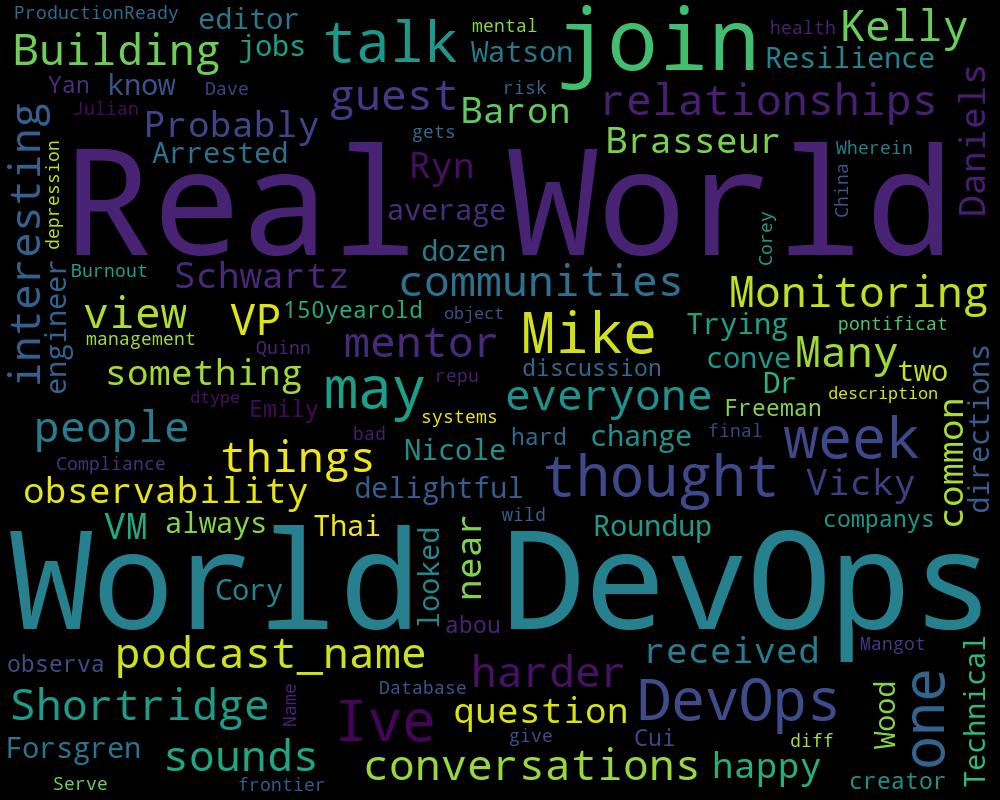 ProductionReady
editor
Building
jobs
talk
mental
Watson
join
health
Kelly
Resilience
Yan
know
Dave
guest
risk
Baron
relationships
Daniels
Julian
Probably
gets
Brasseur
interesting
depression
Arrested
Ryn
Wherein
Real World
average
China
Corey
dozen
Burnout
Schwartz
communities
engineer
view
VP
150yearold
object
Mike
Monitoring
Trying
pontificat
management
Quinn
mentor
discussion
conve
Many
two
something
dtype
Emily
may
repu
systems
everyone
Dr
Freeman
description
directions
people
bad
Nicole
hard
change
final
week
common
Compliance
things
observability
delightful
thought
Vicky
VM
always
Thai
looked
near
wild
Roundup
companys
World DevOps
Cory
abou
observa
podcast_name
harder
received
Mangot
Technical
Shortridge
Name
Database
Ive
question
DevOps
Wood
one
Forsgren
sounds
give
Cui
diff
Serve
frontier
conversations
happy
creator